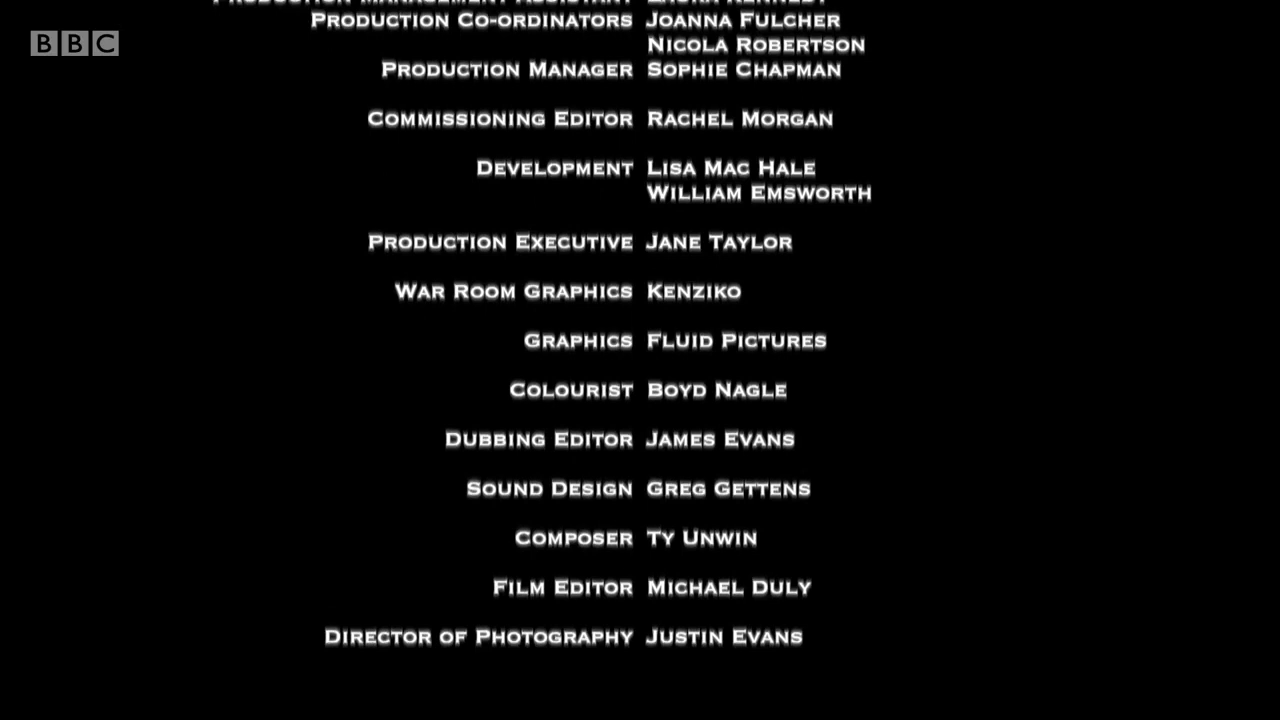 BBC
PRODUCTION CO-ORDINATORS JOANNA FULCHER
NICOLA ROBERTSON
PRODUCTION MANAGER SOPHIE CHAPMAN
COMMISSIONING EDITOR RACHEL MORGAN
DEVELOPMENT LISA MAC HALE
WILLIAM EMSWORTH
PRODUCTION EXECUTIVE JANE TAYLOR
WAR ROOM GRAPHICS KENZIKO
GRAPHICS FLUID PICTURES
COLOURIST BOYD NAGLE
DUBBING EDITOR JAMES EVANS
SOUND DESIGN GREG GETTENS
COMPOSER TY UNWIN
FILM EDITOR MICHAEL DULY
DIRECTOR OF PHOTOGRAPHY JUSTIN EVANS